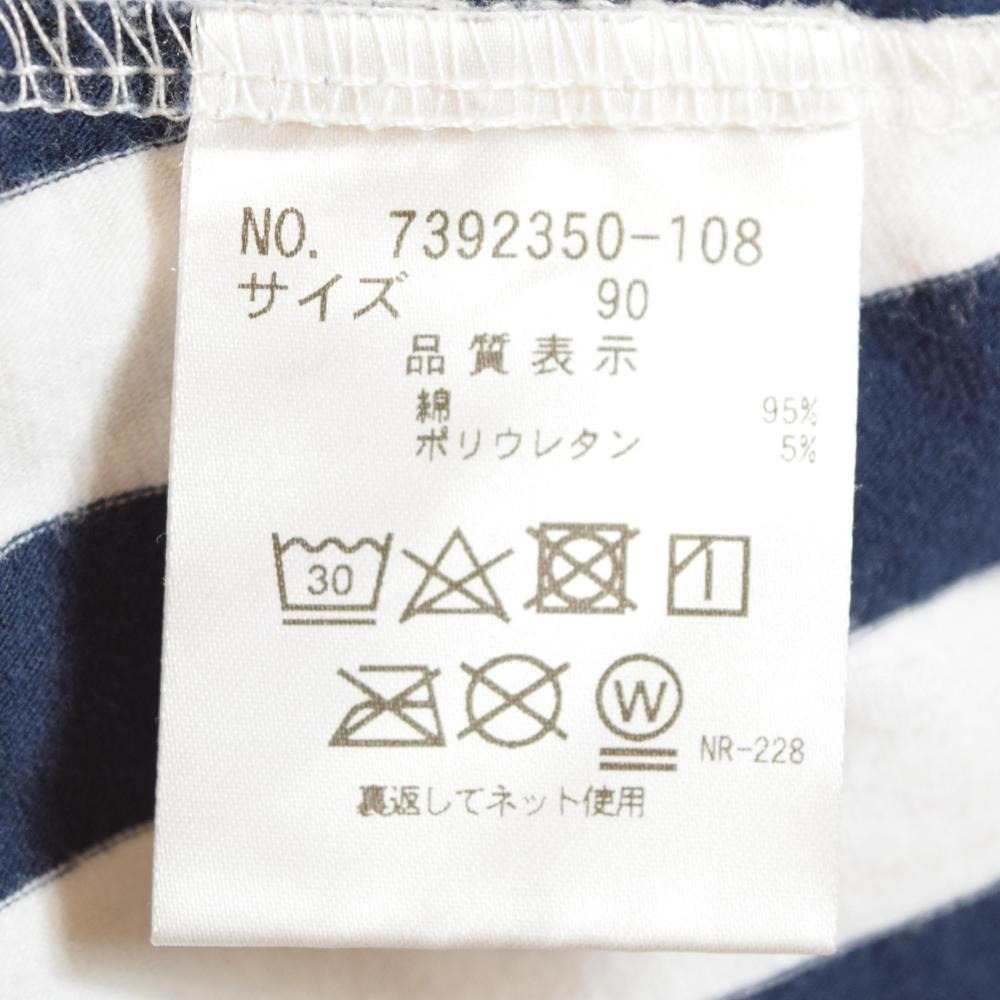 NO. 7392350-108
サイズ 90
品質表示
綿 95%
ポリウレタン 5%
30
W
NR-228
裏返してネット使用